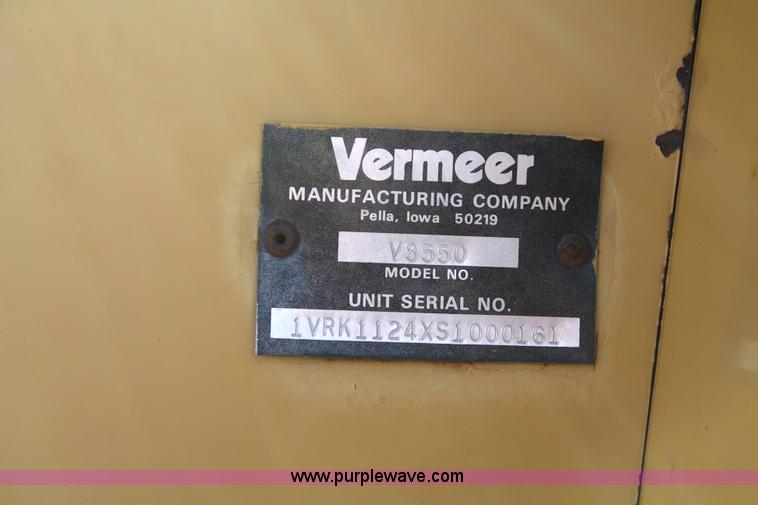 Vermeer
MANUFACTURING COMPANY
Pella, Iowa 50219
V8550
MODEL NO.
UNIT SERIAL NO.
1VRK1124XS1000161
www.purplewave.com